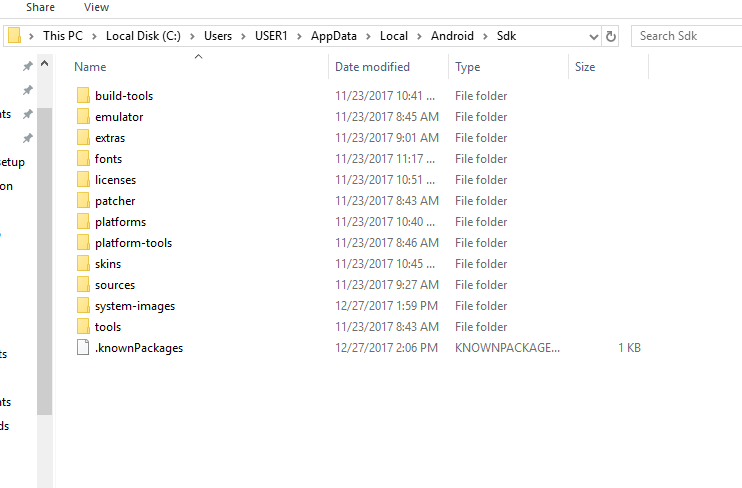 Share View
This PC Local Disk (C:) Users USER1 AppData Local Android Sdk Search Sdk
Name Date modified Type Size
build-tools 11/23/2017 10:41 ... File folder
emulator 11/23/2017 8:45 AM File folder
nts
extras 11/23/2017 9:01 AM File folder
fonts 11/23/2017 11:17 ... File folder
setup
licenses 11/23/2017 10:51 ... File folder
on
patcher 11/23/2017 8:43 AM File folder
platforms 11/23/2017 10:40 ... File folder
platform-tools 11/23/2017 8:46 AM File folder
skins 11/23/2017 10:45 ... File folder
sources 11/23/2017 9:27 AM File folder
system-images 12/27/2017 1:59 PM File folder
tools 11/23/2017 8:43 AM File folder
.knownPackages 12/27/2017 2:06 PM KNOWNPACKAGE... 1 KB
ts
nts
ds